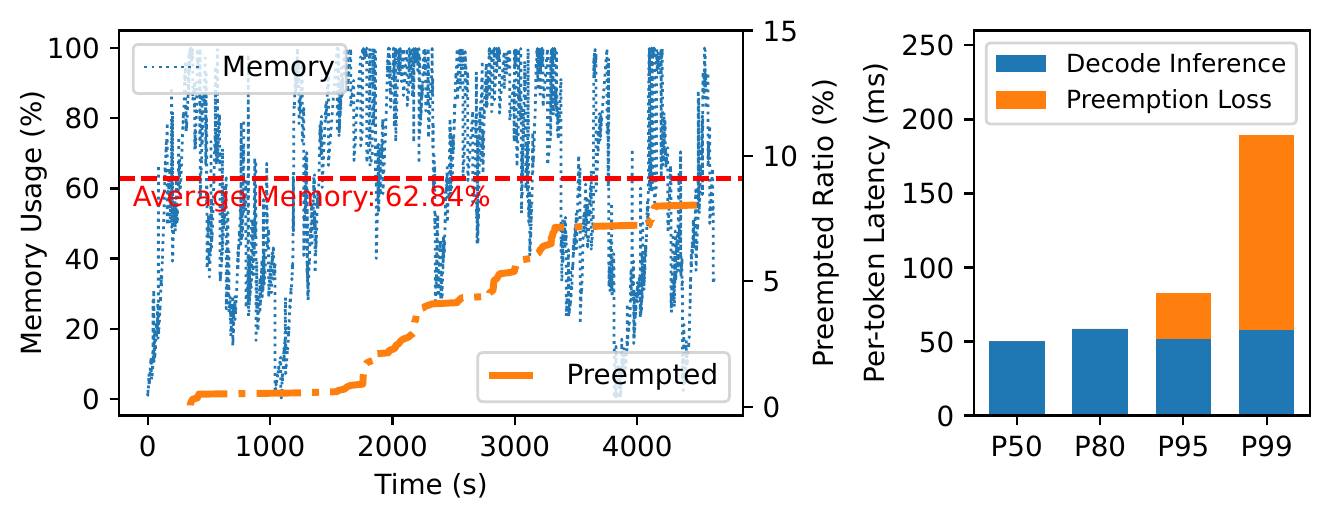 Memory Usage (%)
100
80
60
40
20
0
Memory
Average Memory: 62.84%
Preempted
0
1000
2000
3000
4000
Time (s)
15
10
5
0
Preempted Ratio (%)
Per-token Latency (ms)
250
200
150
100
50
0
Decode Inference
Preemption Loss
P50
P80
P95
P99